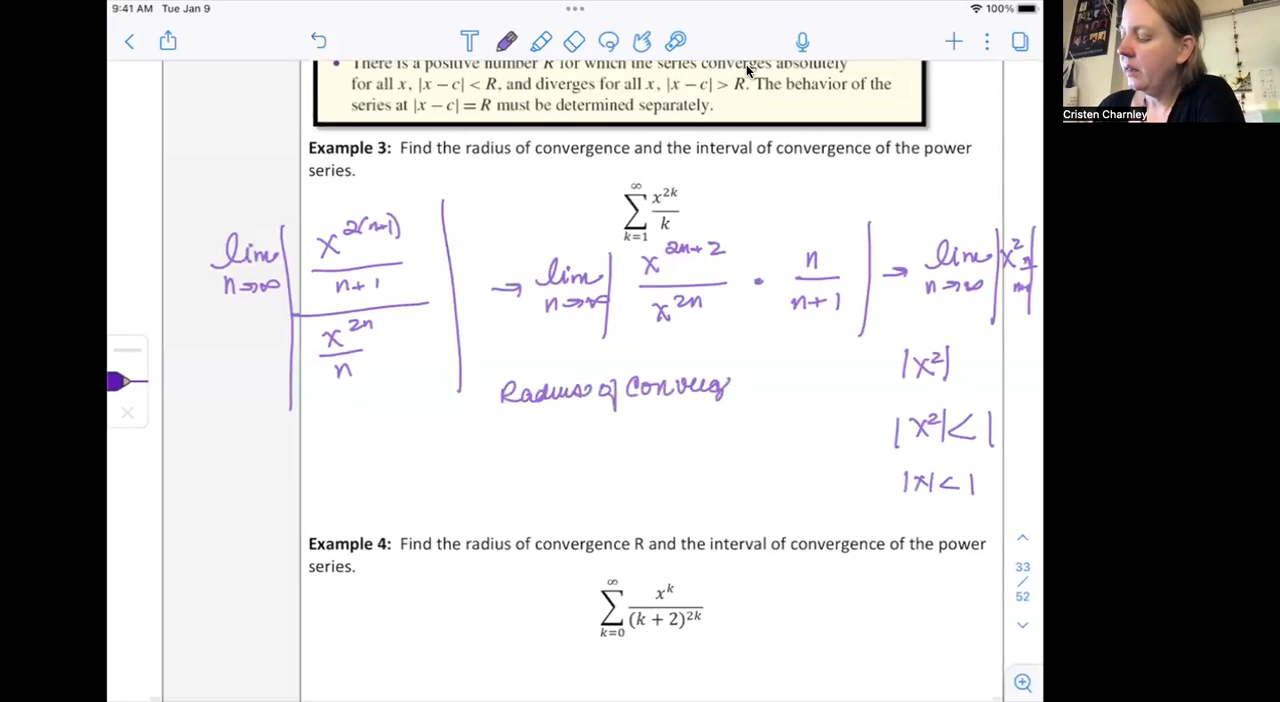 9:41 AM Tue Jan 9
100%
Cristen Charnley
• There is a positive number R for which the series converges absolutely
for all x, |x − c| < R, and diverges for all x, |x − c| > R. The behavior of the
series at |x − c| = R must be determined separately.
Example 3: Find the radius of convergence and the interval of convergence of the power
series.
∞
∑ x^{2k}/k
k=1
lim n→∞ | (x^{2(n+1)}/(n+1)) / (x^{2n}/n) | → lim n→∞ | x^{2n+2}/x^{2n} • n/(n+1) | → lim n→∞ | x² n/(n+1) |
|x²|
Radius of Converg
|x²| < 1
|x| < 1
Example 4: Find the radius of convergence R and the interval of convergence of the power
series.
∞
∑ x^k/(k + 2)^{2k}
k=0
33
/
52